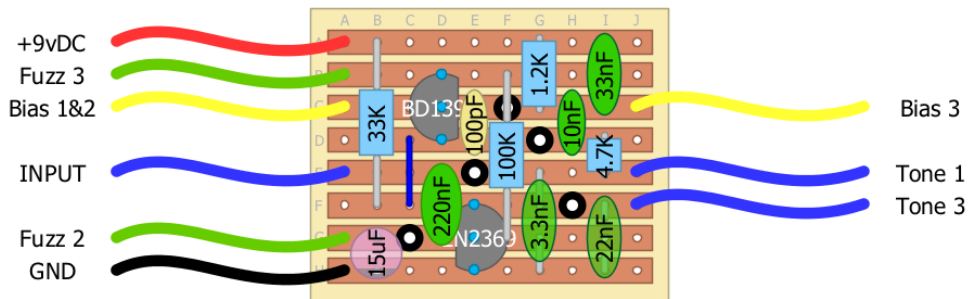 A B C D E F G H I J
+9vDC
Fuzz 3
Bias 1&2
INPUT
Fuzz 2
GND
33K
BD139
100pF
100K
1.2K
10nF
33nF
4.7K
220nF
15uF
2N2369
3.3nF
22nF
Bias 3
Tone 1
Tone 3